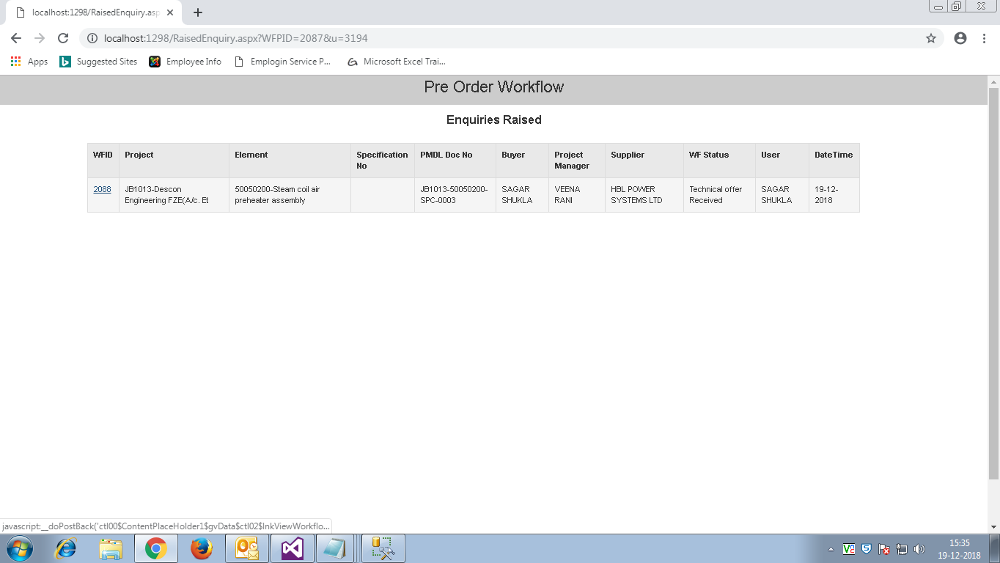 localhost:1298/RaisedEnquiry.asp
localhost:1298/RaisedEnquiry.aspx?WFPID=2087&u=3194
Apps Suggested Sites Employee Info Emplogin Service P... Microsoft Excel Trai...
Pre Order Workflow
Enquiries Raised
WFID Project Element Specification No PMDL Doc No Buyer Project Manager Supplier WF Status User DateTime
2088 JB1013-Descon Engineering FZE(A/c. Et 50050200-Steam coil air preheater assembly JB1013-50050200-SPC-0003 SAGAR SHUKLA VEENA RANI HBL POWER SYSTEMS LTD Technical offer Received SAGAR SHUKLA 19-12-2018
javascript:__doPostBack('ctl00$ContentPlaceHolder1$gvData$ctl02$lnkViewWorkflo...
15:35
19-12-2018